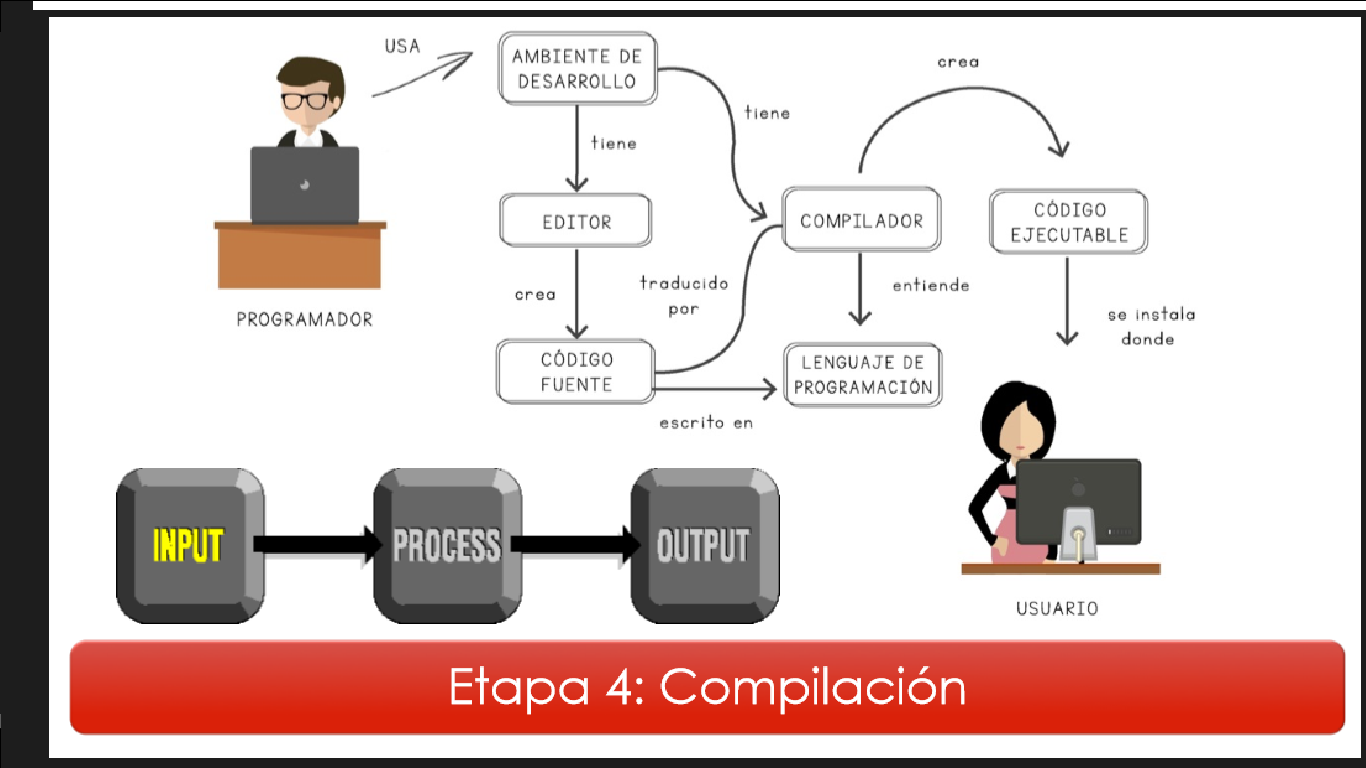 USA
AMBIENTE DE
DESARROLLO
crea
tiene
tiene
EDITOR
COMPILADOR
CÓDIGO
EJECUTABLE
crea
traducido
por
entiende
se instala
donde
PROGRAMADOR
CÓDIGO
FUENTE
LENGUAJE DE
PROGRAMACIÓN
escrito en
INPUT
PROCESS
OUTPUT
USUARIO
Etapa 4: Compilación